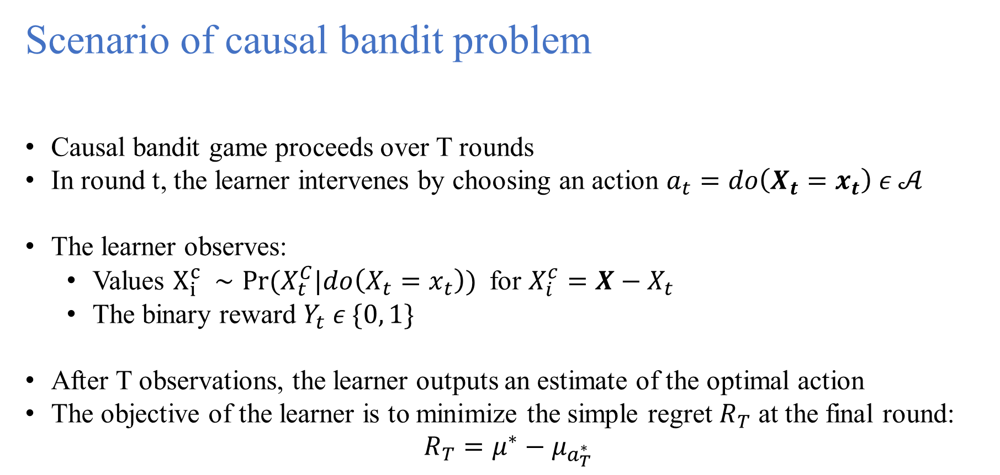 Scenario of causal bandit problem
• Causal bandit game proceeds over T rounds
• In round t, the learner intervenes by choosing an action $a_t = do(\boldsymbol{X_t} = \boldsymbol{x_t}) \, \epsilon \, \mathcal{A}$
• The learner observes:
• Values $\mathrm{X_i^c} \sim \Pr(X_t^C | do(X_t = x_t))$ for $X_i^c = \boldsymbol{X} - X_t$
• The binary reward $Y_t \, \epsilon \, \{0, 1\}$
• After T observations, the learner outputs an estimate of the optimal action
• The objective of the learner is to minimize the simple regret $R_T$ at the final round:
$R_T = \mu^* - \mu_{a_T^*}$